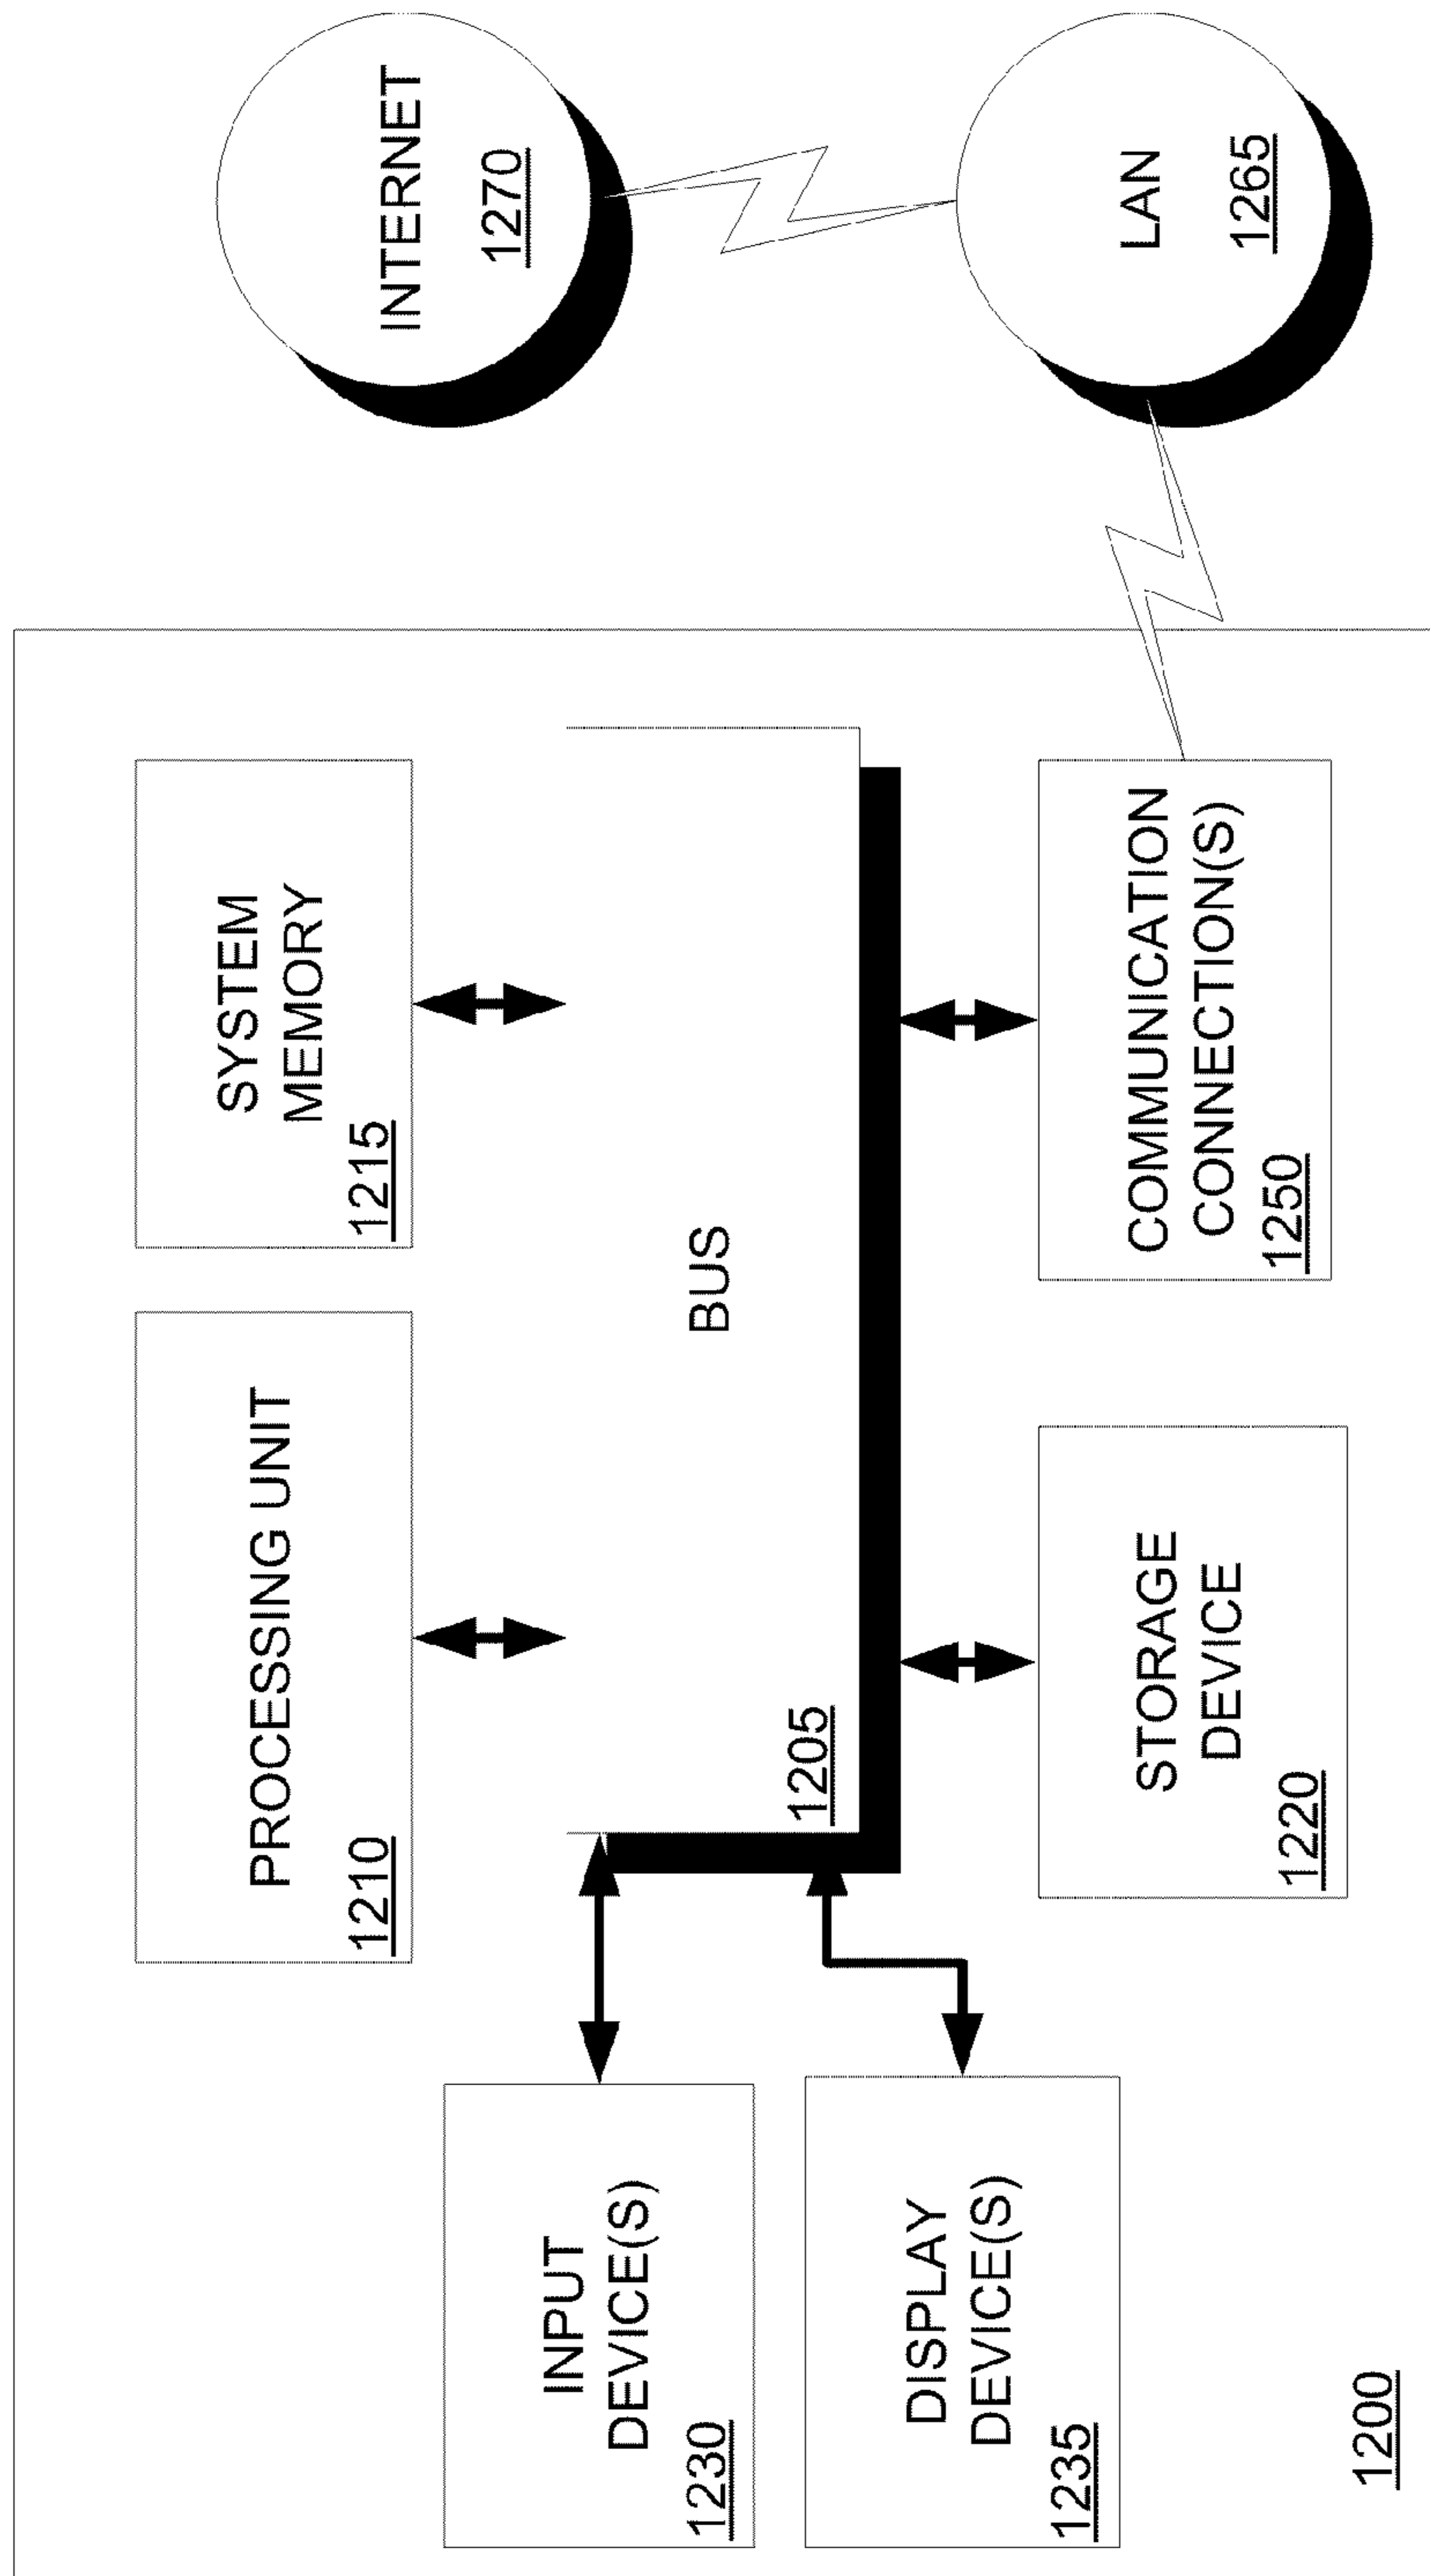 PROCESSING UNIT
1210
SYSTEM
MEMORY
1215
INTERNET
1270
INPUT
DEVICE(S)
1230
BUS
1205
DISPLAY
DEVICE(S)
1235
STORAGE
DEVICE
1220
COMMUNICATION
CONNECTION(S)
1250
LAN
1265
1200